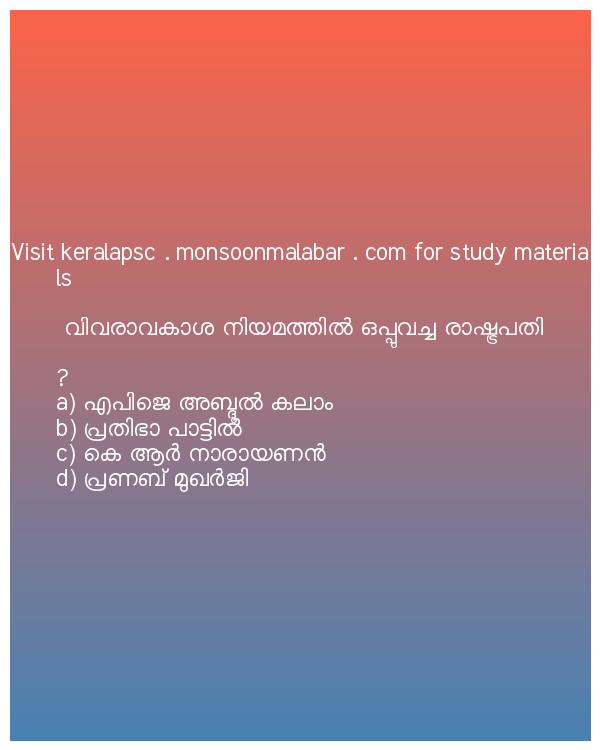 Visit keralapsc . monsoonmalabar . com for study materia
ls
വിവരാവകാശ നിയമത്തിൽ ഒപ്പുവച്ച രാഷ്ട്രപതി
?
a) എപിജെ അബ്ദുൽ കലാം
b) പ്രതിഭാ പാട്ടിൽ
c) കെ ആർ നാരായണൻ
d) പ്രണബ് മുഖർജി